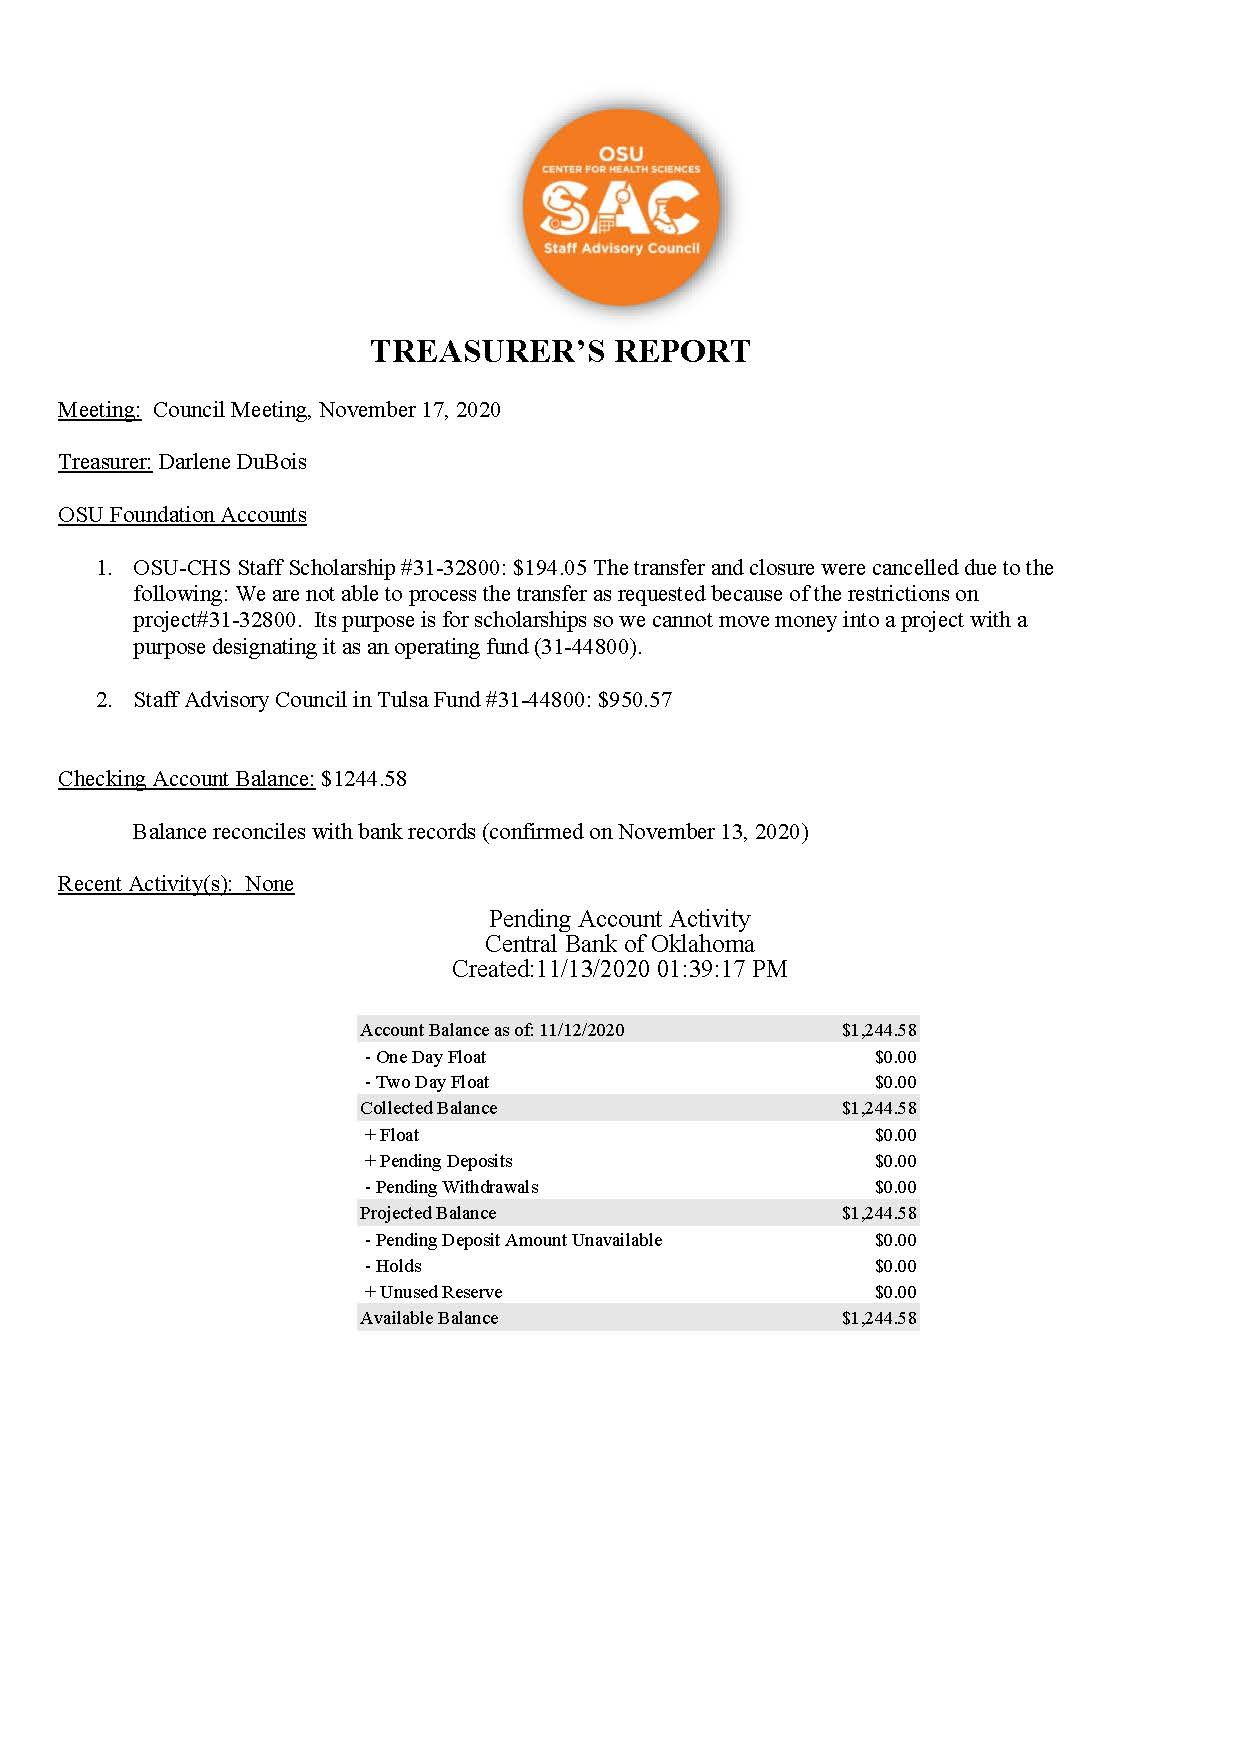 OSU
CENTER FOR HEALTH SCIENCES
SAC
Staff Advisory Council
TREASURER’S REPORT
Meeting:  Council Meeting, November 17, 2020
Treasurer: Darlene DuBois
OSU Foundation Accounts
1. OSU-CHS Staff Scholarship #31-32800: $194.05 The transfer and closure were cancelled due to the
following: We are not able to process the transfer as requested because of the restrictions on
project#31-32800.  Its purpose is for scholarships so we cannot move money into a project with a
purpose designating it as an operating fund (31-44800).
2. Staff Advisory Council in Tulsa Fund #31-44800: $950.57
Checking Account Balance: $1244.58
Balance reconciles with bank records (confirmed on November 13, 2020)
Recent Activity(s):  None
Pending Account Activity
Central Bank of Oklahoma
Created:11/13/2020 01:39:17 PM
Account Balance as of: 11/12/2020 $1,244.58
- One Day Float $0.00
- Two Day Float $0.00
Collected Balance $1,244.58
+ Float $0.00
+ Pending Deposits $0.00
- Pending Withdrawals $0.00
Projected Balance $1,244.58
- Pending Deposit Amount Unavailable $0.00
- Holds $0.00
+ Unused Reserve $0.00
Available Balance $1,244.58